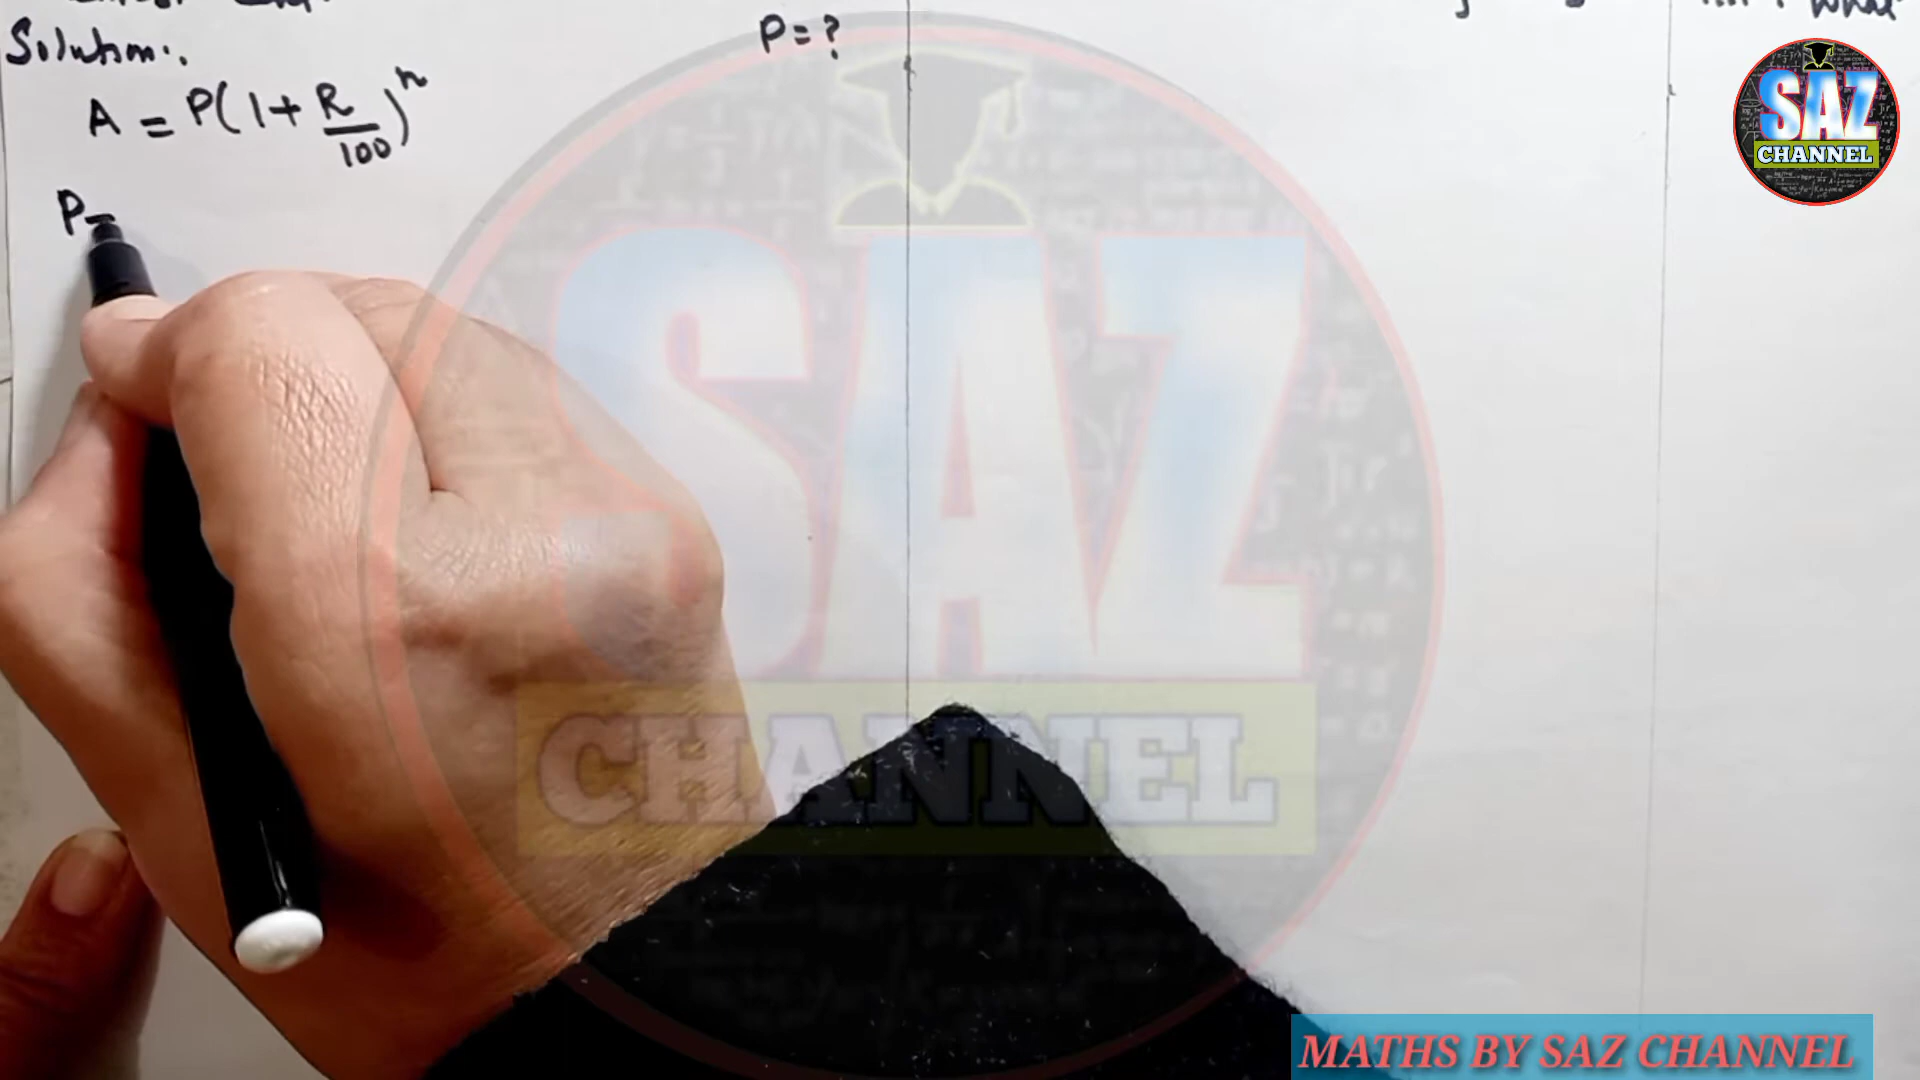 P = ?
Solution:.
A = P(1 + R/100)^n
P =
SAZ
CHANNEL
SAZ
CHANNEL
MATHS BY SAZ CHANNEL